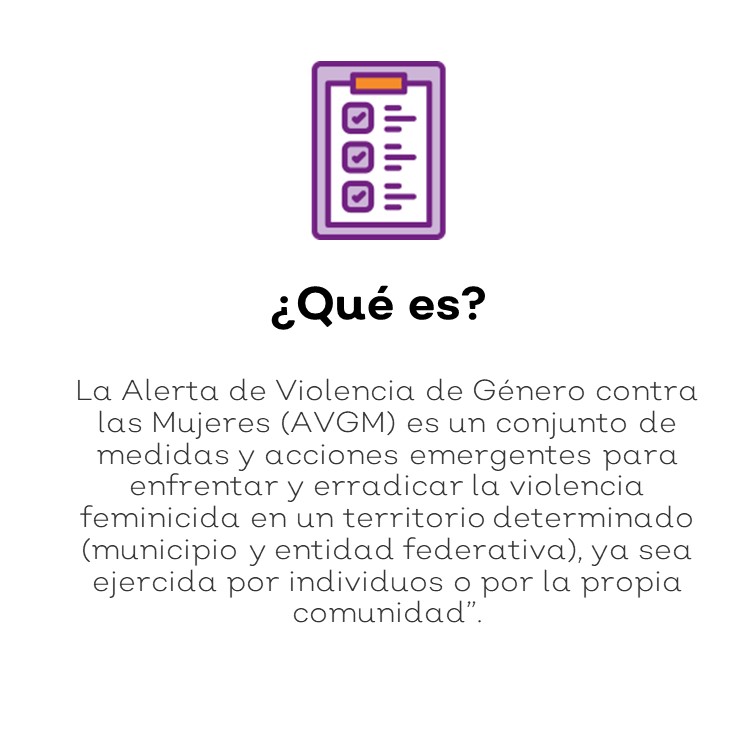 ¿Qué es?
La Alerta de Violencia de Género contra
las Mujeres (AVGM) es un conjunto de
medidas y acciones emergentes para
enfrentar y erradicar la violencia
feminicida en un territorio determinado
(municipio y entidad federativa), ya sea
ejercida por individuos o por la propia
comunidad”.